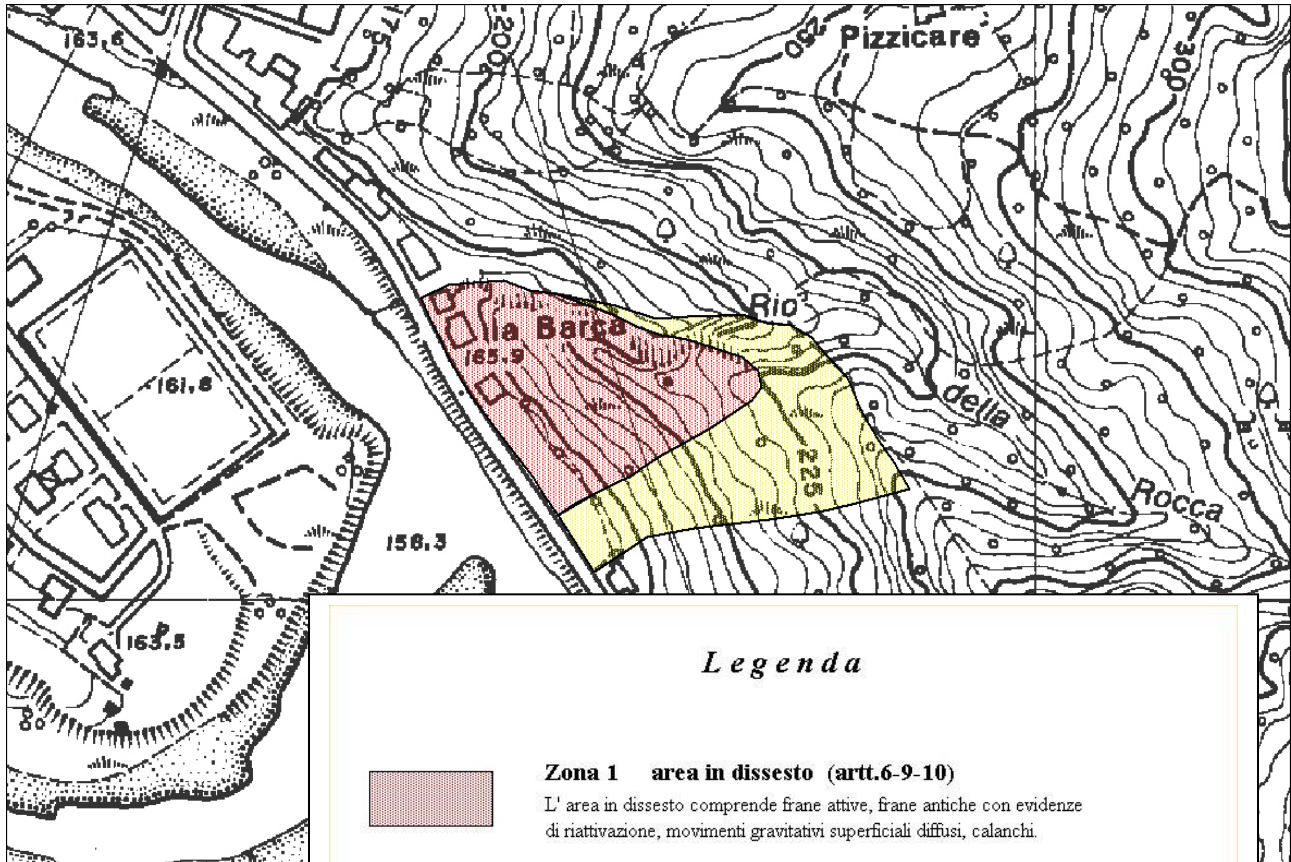 163,6
175
200
Pizzicare
300
Rio
la Barca
165.9
161,8
della
225
Rocca
158.3
163,5
Legenda
Zona 1 area in dissesto (artt.6-9-10)
L' area in dissesto comprende frane attive, frane antiche con evidenze
di riattivazione, movimenti gravitativi superficiali diffusi, calanchi.